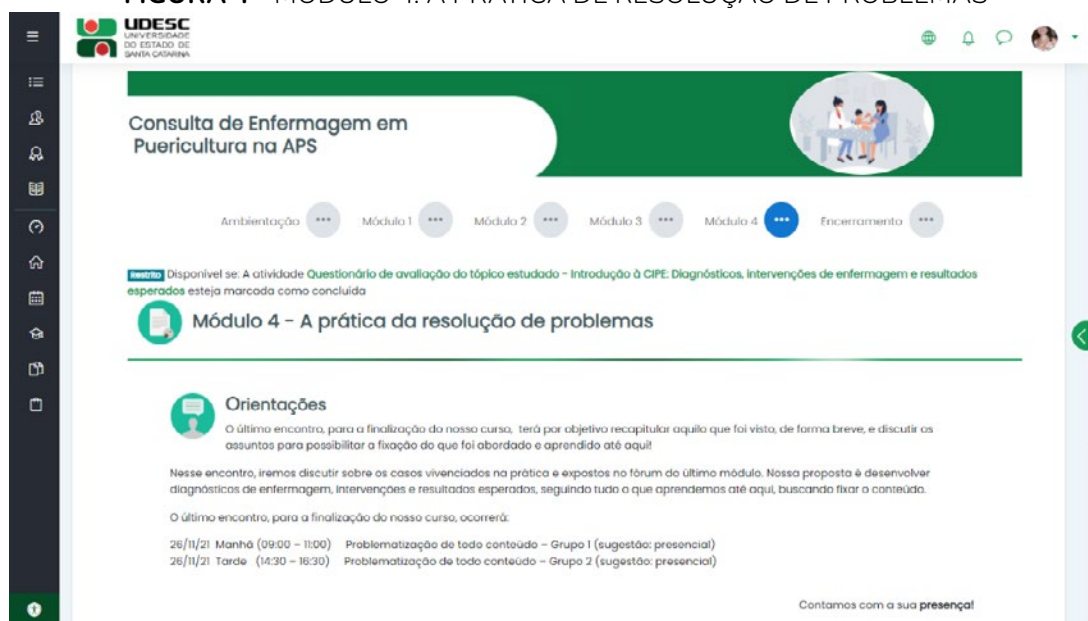 UDESC
UNIVERSIDADE
DO ESTADO DE
SANTA CATARINA
Consulta de Enfermagem em
Puericultura na APS
Ambientação Módulo 1 Módulo 2 Módulo 3 Módulo 4 Encerramento
Restrito Disponível se: A atividade Questionário de avaliação do tópico estudado - Introdução à CIPE: Diagnósticos, intervenções de enfermagem e resultados
esperados esteja marcada como concluída
Módulo 4 - A prática da resolução de problemas
Orientações
O último encontro, para a finalização do nosso curso, terá por objetivo recapitular aquilo que foi visto, de forma breve, e discutir os
assuntos para possibilitar a fixação do que foi abordado e aprendido até aqui!
Nesse encontro, iremos discutir sobre os casos vivenciados na prática e expostos no fórum do último módulo. Nossa proposta é desenvolver
diagnósticos de enfermagem, intervenções e resultados esperados, seguindo tudo o que aprendemos até aqui, buscando fixar o conteúdo.
O último encontro, para a finalização do nosso curso, ocorrerá:
26/11/21 Manhã (09:00 - 11:00) Problematização de todo conteúdo - Grupo 1 (sugestão: presencial)
26/11/21 Tarde (14:30 - 16:30) Problematização de todo conteúdo - Grupo 2 (sugestão: presencial)
Contamos com a sua presença!